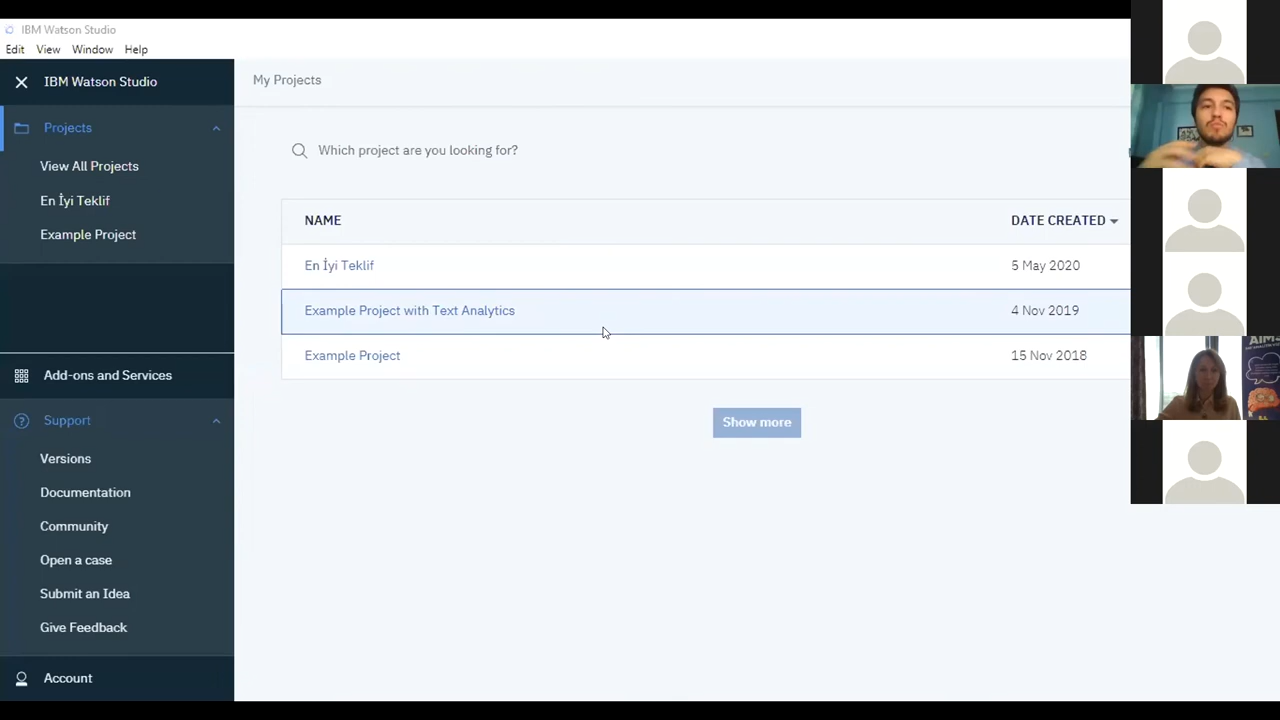 IBM Watson Studio
Edit View Window Help
IBM Watson Studio
Projects
View All Projects
En İyi Teklif
Example Project
Add-ons and Services
Support
Versions
Documentation
Community
Open a case
Submit an Idea
Give Feedback
Account
My Projects
Which project are you looking for?
NAME DATE CREATED
En İyi Teklif 5 May 2020
Example Project with Text Analytics 4 Nov 2019
Example Project 15 Nov 2018
Show more
AIMS